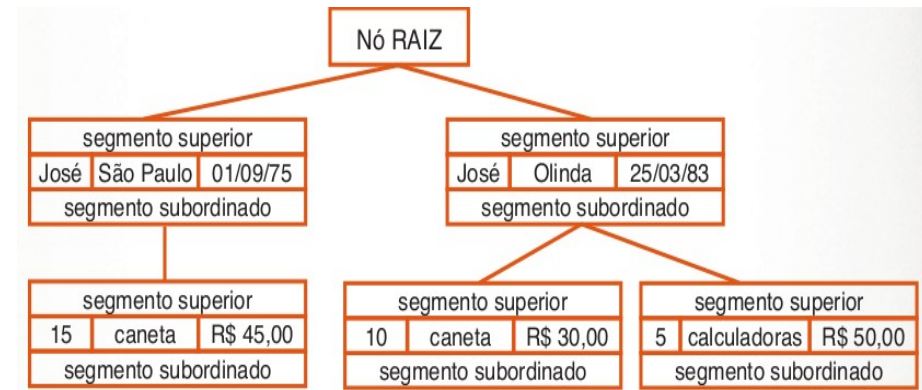 Nó RAIZ
segmento superior
José São Paulo 01/09/75
segmento subordinado
segmento superior
José Olinda 25/03/83
segmento subordinado
segmento superior
15 caneta R$ 45,00
segmento subordinado
segmento superior
10 caneta R$ 30,00
segmento subordinado
segmento superior
5 calculadoras R$ 50,00
segmento subordinado